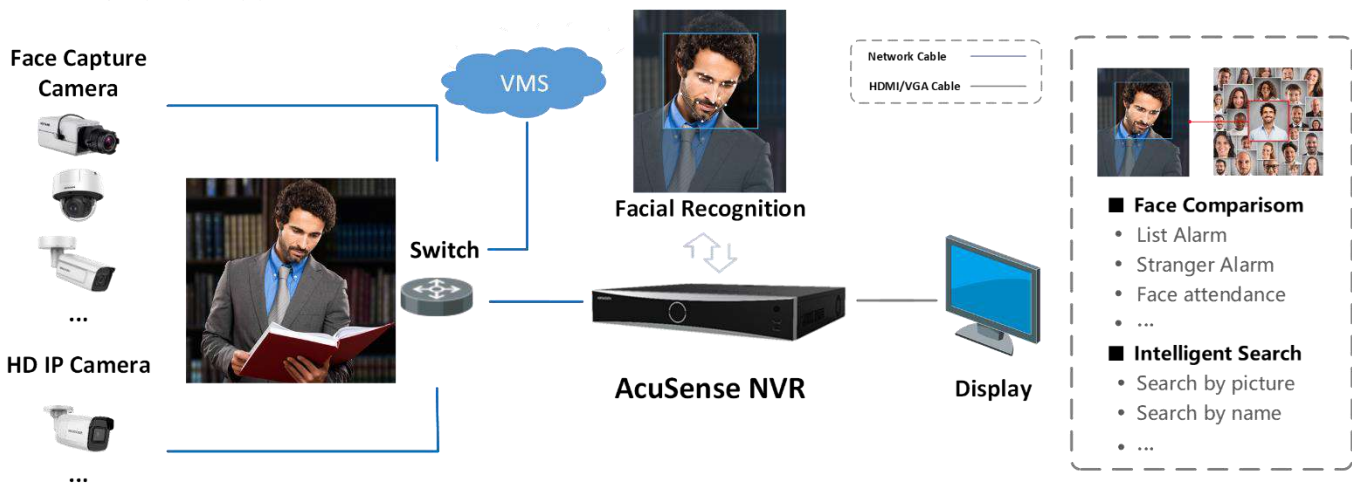 Face Capture
Camera
...
HD IP Camera
...
VMS
Switch
Facial Recognition
AcuSense NVR
Display
Network Cable
HDMI/VGA Cable
■ Face Comparisom
• List Alarm
• Stranger Alarm
• Face attendance
• ...
■ Intelligent Search
• Search by picture
• Search by name
• ...